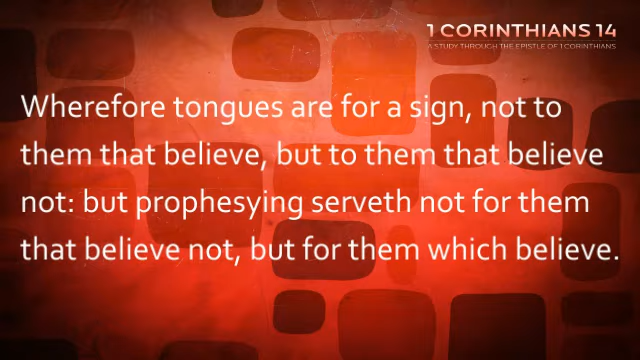 1 CORINTHIANS 14
A STUDY THROUGH THE EPISTLE OF 1 CORINTHIANS
Wherefore tongues are for a sign, not to
them that believe, but to them that believe
not: but prophesying serveth not for them
that believe not, but for them which believe.